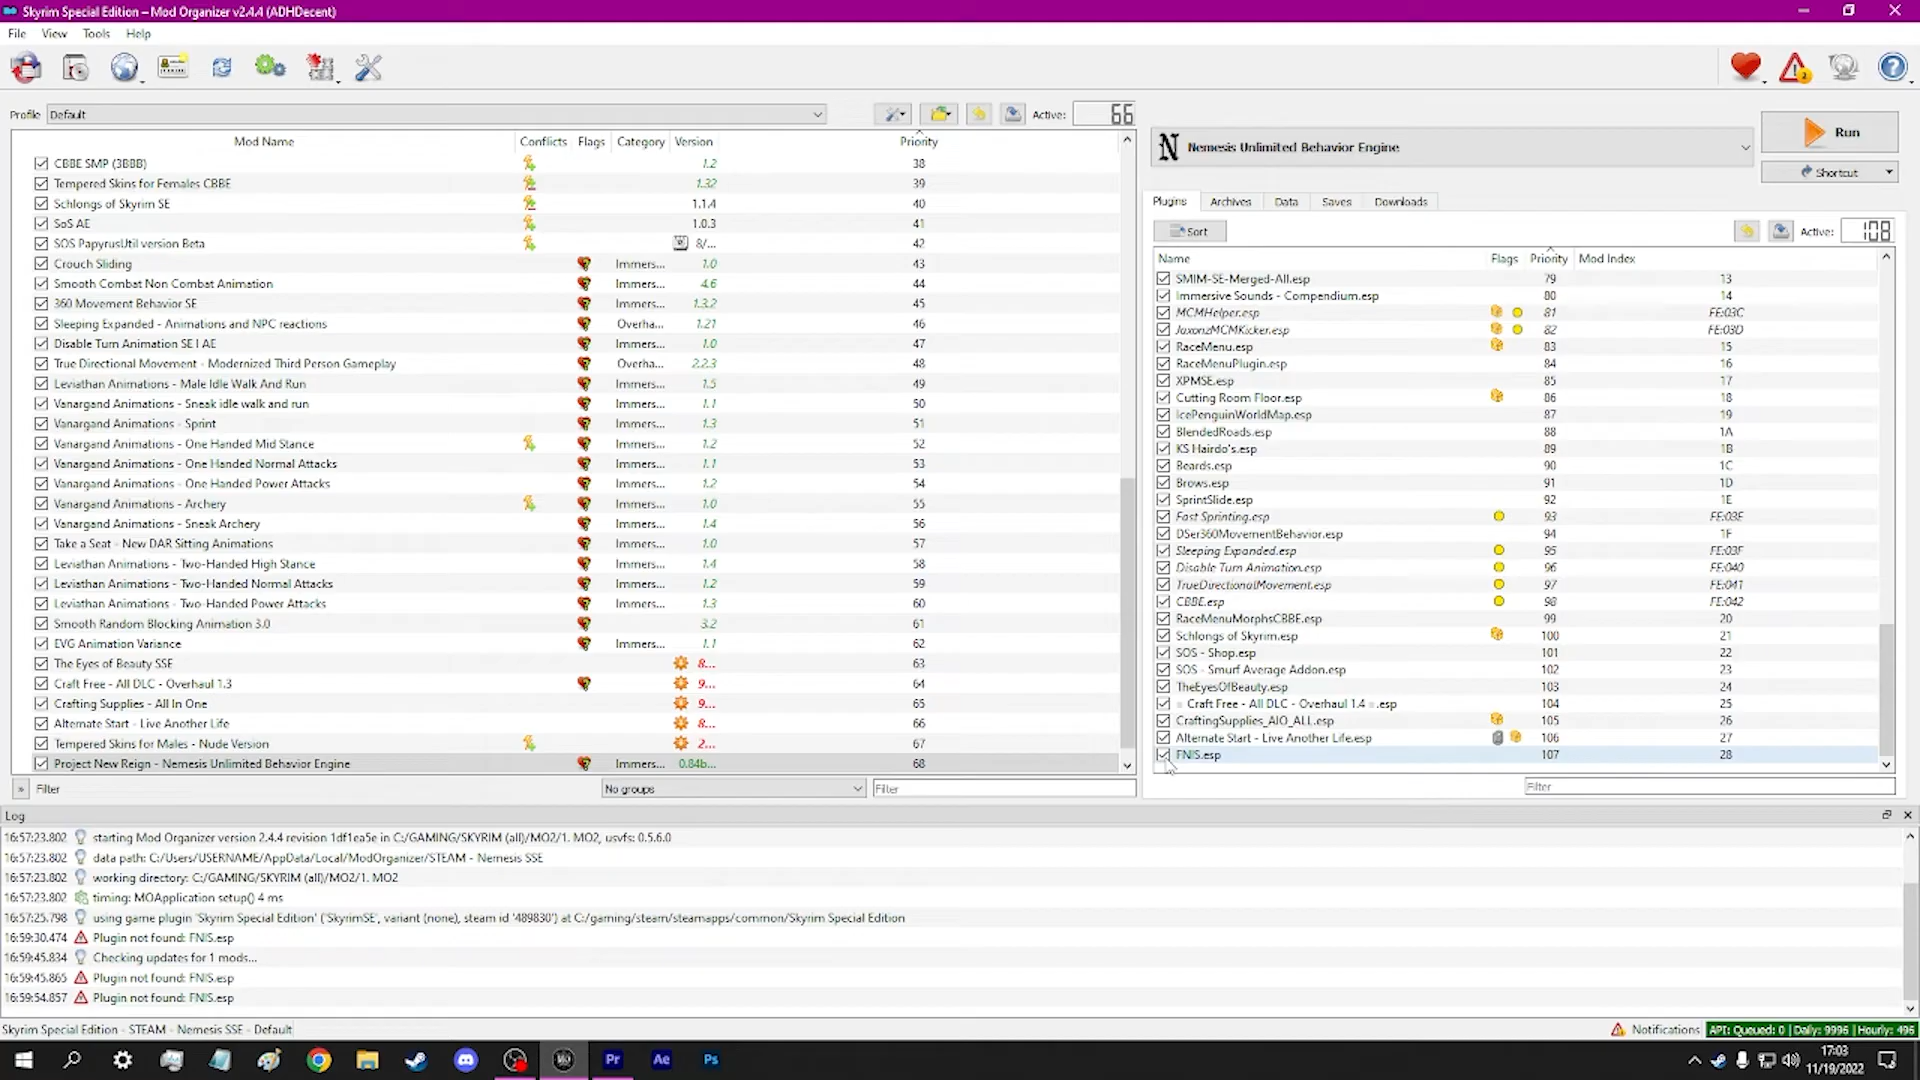 Skyrim Special Edition – Mod Organizer v2.4.4 (ADHDecent)
File View Tools Help
Profile Default Active: 66
Mod Name Conflicts Flags Category Version Priority
CBBE SMP (3BBB) 1.2 38
Tempered Skins for Females CBBE 1.32 39
Schlongs of Skyrim SE 1.1.4 40
SoS AE 1.0.3 41
SOS PapyrusUtil version Beta 8/... 42
Crouch Sliding Immers... 1.0 43
Smooth Combat Non Combat Animation Immers... 4.6 44
360 Movement Behavior SE Immers... 1.3.2 45
Sleeping Expanded - Animations and NPC reactions Overha... 1.21 46
Disable Turn Animation SE l AE Immers... 1.0 47
True Directional Movement - Modernized Third Person Gameplay Overha... 2.2.3 48
Leviathan Animations - Male Idle Walk And Run Immers... 1.5 49
Vanargand Animations - Sneak idle walk and run Immers... 1.1 50
Vanargand Animations - Sprint Immers... 1.3 51
Vanargand Animations - One Handed Mid Stance Immers... 1.2 52
Vanargand Animations - One Handed Normal Attacks Immers... 1.1 53
Vanargand Animations - One Handed Power Attacks Immers... 1.2 54
Vanargand Animations - Archery Immers... 1.0 55
Vanargand Animations - Sneak Archery Immers... 1.4 56
Take a Seat - New DAR Sitting Animations Immers... 1.0 57
Leviathan Animations - Two-Handed High Stance Immers... 1.4 58
Leviathan Animations - Two-Handed Normal Attacks Immers... 1.2 59
Leviathan Animations - Two-Handed Power Attacks Immers... 1.3 60
Smooth Random Blocking Animation 3.0 3.2 61
EVG Animation Variance Immers... 1.1 62
The Eyes of Beauty SSE 8... 63
Craft Free - All DLC - Overhaul 1.3 9... 64
Crafting Supplies - All In One 9... 65
Alternate Start - Live Another Life 8... 66
Tempered Skins for Males - Nude Version 2... 67
Project New Reign - Nemesis Unlimited Behavior Engine Immers... 0.84b... 68
» Filter No groups Filter
N Nemesis Unlimited Behavior Engine
Run
Shortcut
Plugins Archives Data Saves Downloads
Sort Active: 108
Name Flags Priority Mod Index
SMIM-SE-Merged-All.esp 79 13
Immersive Sounds - Compendium.esp 80 14
MCMHelper.esp 81 FE:03C
JaxonzMCMKicker.esp 82 FE:03D
RaceMenu.esp 83 15
RaceMenuPlugin.esp 84 16
XPMSE.esp 85 17
Cutting Room Floor.esp 86 18
IcePenguinWorldMap.esp 87 19
BlendedRoads.esp 88 1A
KS Hairdo's.esp 89 1B
Beards.esp 90 1C
Brows.esp 91 1D
SprintSlide.esp 92 1E
Fast Sprinting.esp 93 FE:03E
DSer360MovementBehavior.esp 94 1F
Sleeping Expanded.esp 95 FE:03F
Disable Turn Animation.esp 96 FE:040
TrueDirectionalMovement.esp 97 FE:041
CBBE.esp 98 FE:042
RaceMenuMorphsCBBE.esp 99 20
Schlongs of Skyrim.esp 100 21
SOS - Shop.esp 101 22
SOS - Smurf Average Addon.esp 102 23
TheEyesOfBeauty.esp 103 24
Craft Free - All DLC - Overhaul 1.4 .esp 104 25
CraftingSupplies_AIO_ALL.esp 105 26
Alternate Start - Live Another Life.esp 106 27
FNIS.esp 107 28
Filter
Log
16:57:23.802 starting Mod Organizer version 2.4.4 revision 1df1ea5e in C:/GAMING/SKYRIM (all)/MO2/1. MO2, usvfs: 0.5.6.0
16:57:23.802 data path: C:/Users/USERNAME/AppData/Local/ModOrganizer/STEAM - Nemesis SSE
16:57:23.802 working directory: C:/GAMING/SKYRIM (all)/MO2/1. MO2
16:57:23.802 timing: MOApplication setup() 4 ms
16:57:25.798 using game plugin 'Skyrim Special Edition' ('SkyrimSE', variant (none), steam id '489830') at C:/gaming/steam/steamapps/common/Skyrim Special Edition
16:59:30.474 Plugin not found: FNIS.esp
16:59:45.834 Checking updates for 1 mods...
16:59:45.865 Plugin not found: FNIS.esp
16:59:54.857 Plugin not found: FNIS.esp
Skyrim Special Edition - STEAM - Nemesis SSE - Default Notifications API: Queued: 0 | Daily: 9996 | Hourly: 496
Pr Ae Ps
17:03
11/19/2022